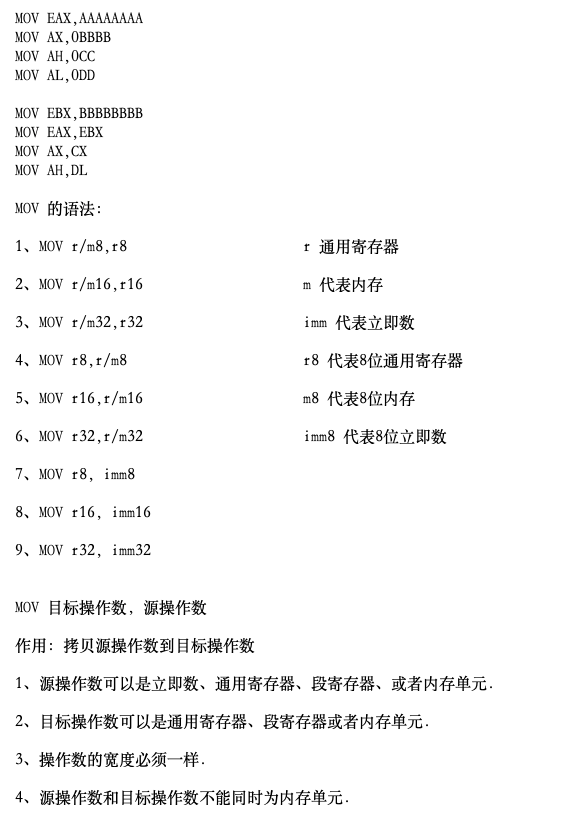 MOV EAX,AAAAAAAA
MOV AX,0BBBB
MOV AH,0CC
MOV AL,0DD
MOV EBX,BBBBBBBB
MOV EAX,EBX
MOV AX,CX
MOV AH,DL
MOV 的语法:
1、MOV r/m8,r8 r 通用寄存器
2、MOV r/m16,r16 m 代表内存
3、MOV r/m32,r32 imm 代表立即数
4、MOV r8,r/m8 r8 代表8位通用寄存器
5、MOV r16,r/m16 m8 代表8位内存
6、MOV r32,r/m32 imm8 代表8位立即数
7、MOV r8, imm8
8、MOV r16, imm16
9、MOV r32, imm32
MOV 目标操作数, 源操作数
作用: 拷贝源操作数到目标操作数
1、源操作数可以是立即数、通用寄存器、段寄存器、或者内存单元.
2、目标操作数可以是通用寄存器、段寄存器或者内存单元.
3、操作数的宽度必须一样.
4、源操作数和目标操作数不能同时为内存单元.